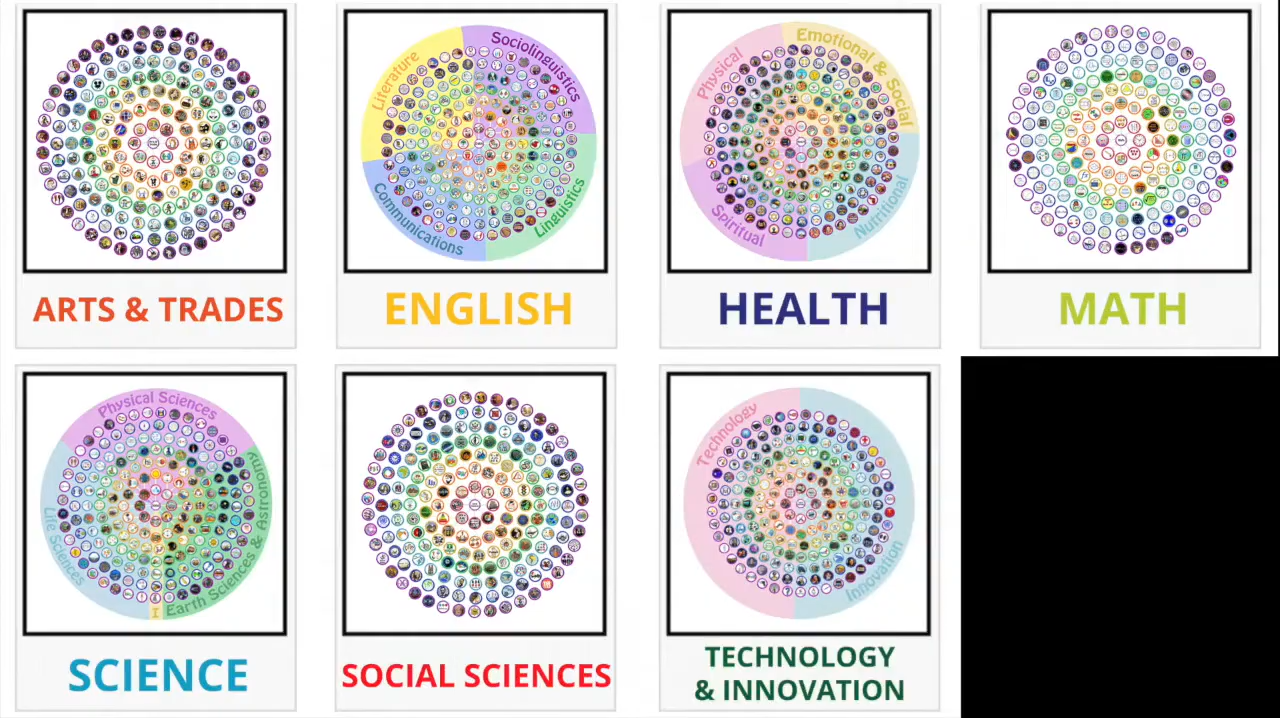 ARTS & TRADES
Literature
Sociolinguistics
Communications
Linguistics
ENGLISH
Physical
Emotional & Social
Spiritual
Nutritional
HEALTH
MATH
Physical Sciences
Life Sciences
I
Earth Sciences & Astronomy
SCIENCE
SOCIAL SCIENCES
Technology
Innovation
TECHNOLOGY
& INNOVATION